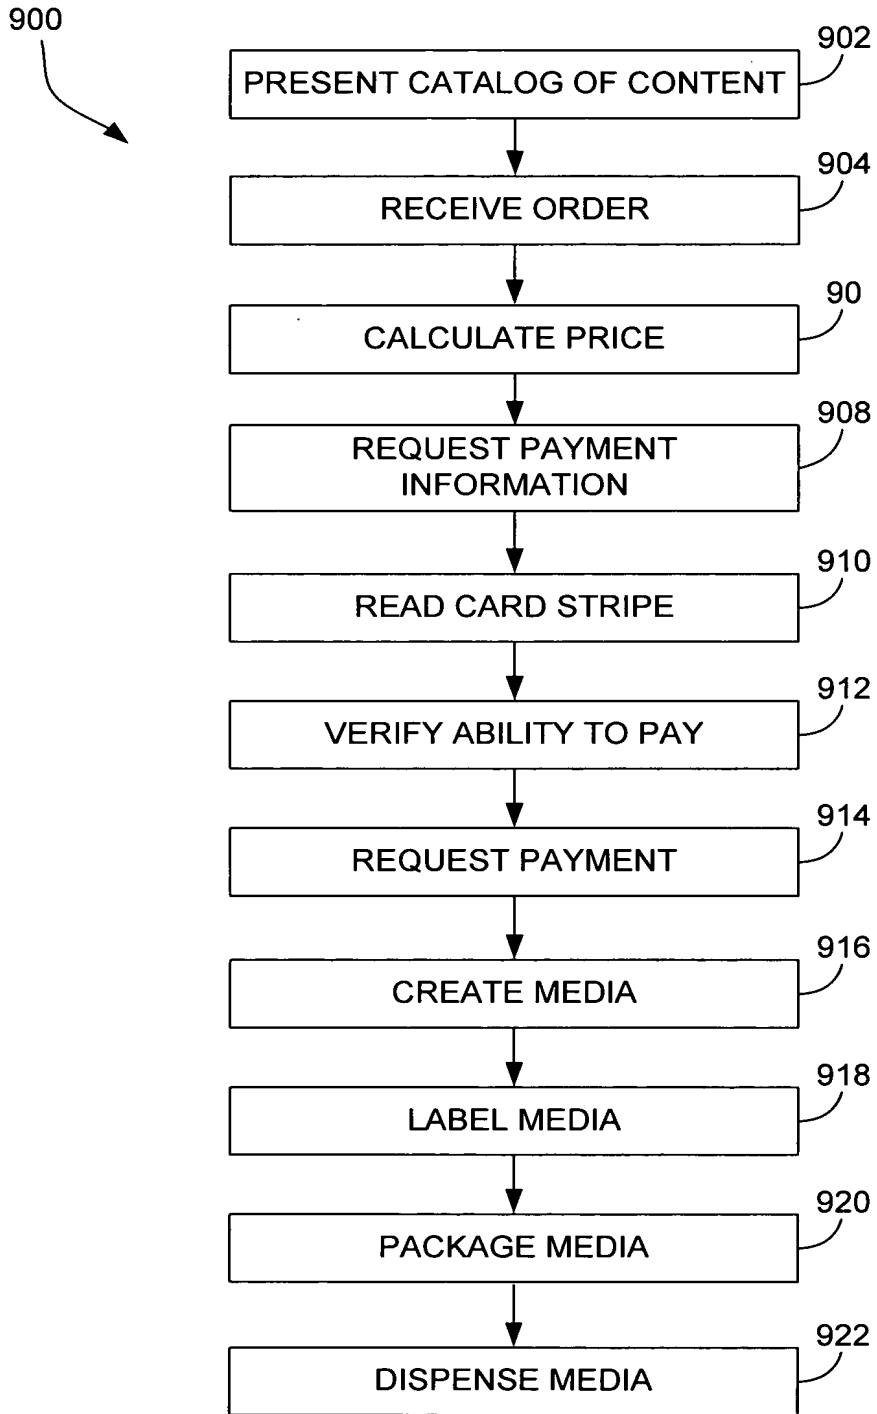 900
902
PRESENT CATALOG OF CONTENT
904
RECEIVE ORDER
90
CALCULATE PRICE
908
REQUEST PAYMENT
INFORMATION
910
READ CARD STRIPE
912
VERIFY ABILITY TO PAY
914
REQUEST PAYMENT
916
CREATE MEDIA
918
LABEL MEDIA
920
PACKAGE MEDIA
922
DISPENSE MEDIA